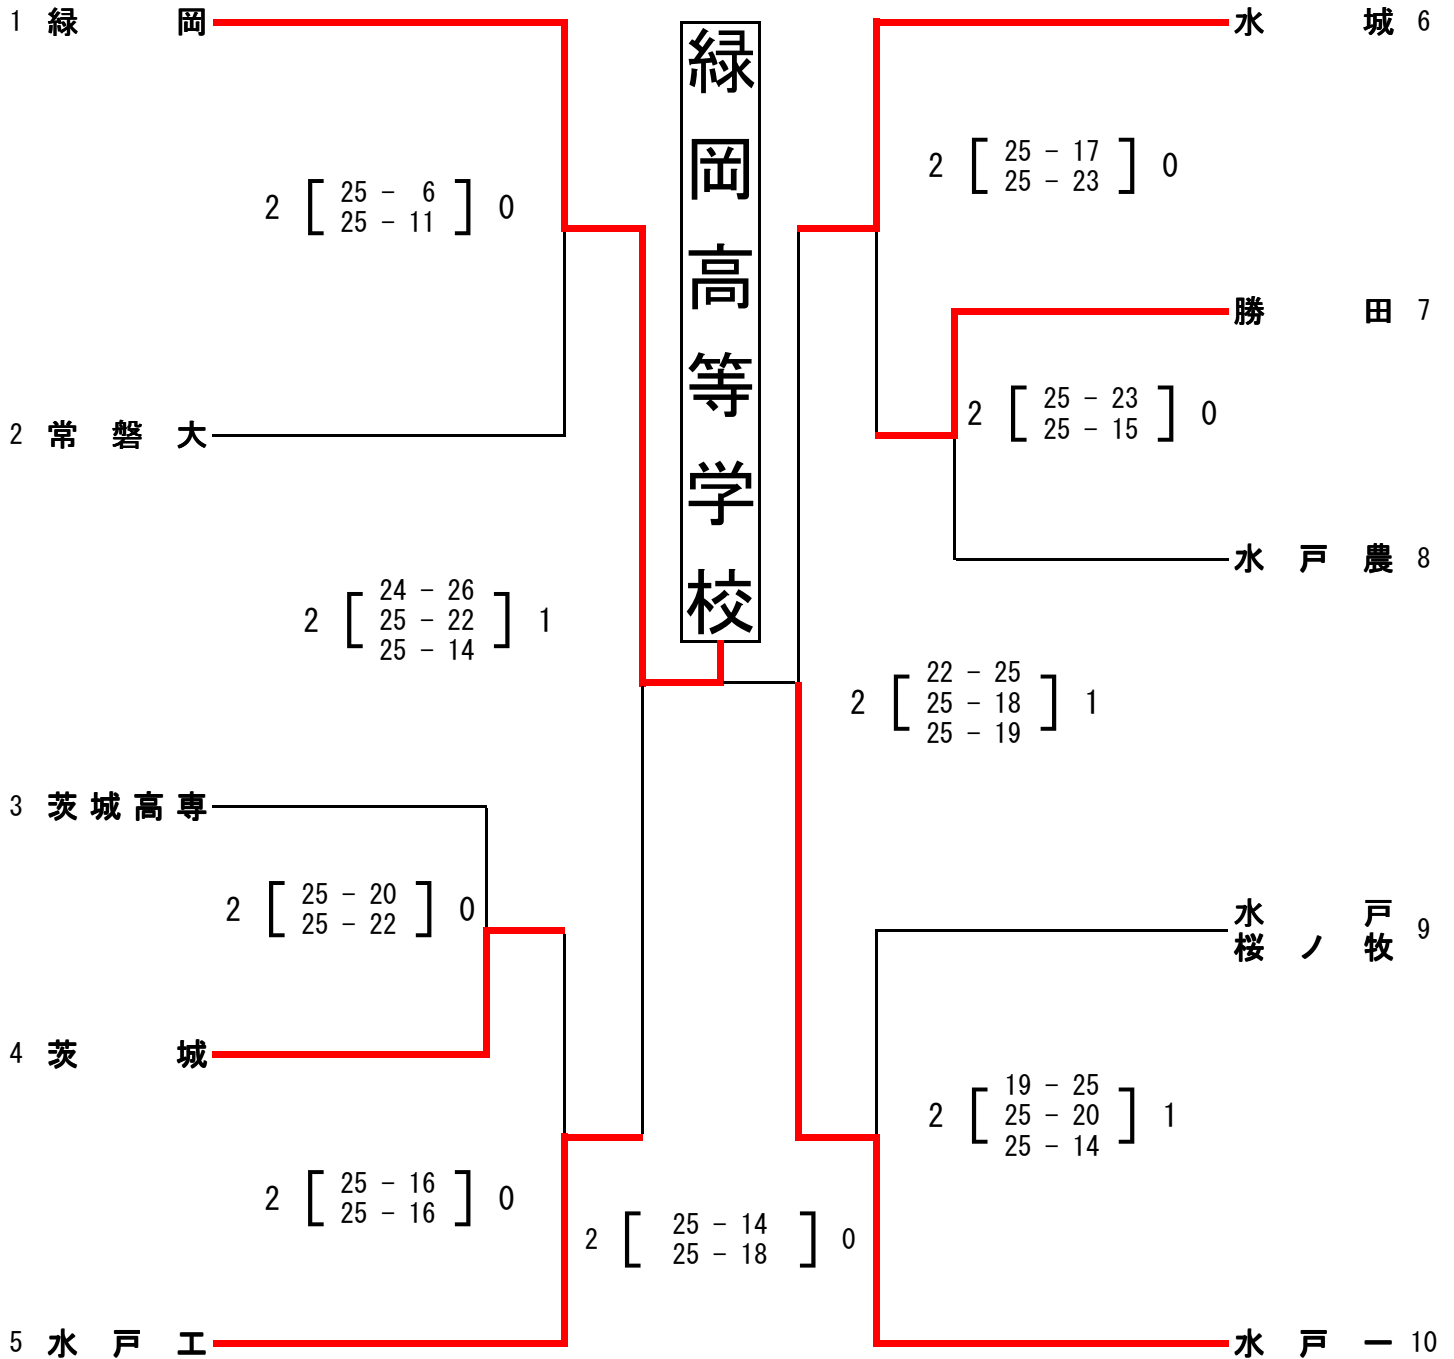 1 緑岡
2 [ 25 - 6 ] 0
25 - 11
2 常磐大
2 [ 24 - 26 ] 1
25 - 22
25 - 14
3 茨城高専
2 [ 25 - 20 ] 0
25 - 22
4 茨城
2 [ 25 - 16 ] 0
25 - 16
5 水戸工
緑岡高等学校
2 [ 25 - 14 ] 0
25 - 18
水城 6
2 [ 25 - 17 ] 0
25 - 23
勝田 7
2 [ 25 - 23 ] 0
25 - 15
水戸農 8
2 [ 22 - 25 ] 1
25 - 18
25 - 19
水戸
桜ノ牧 9
2 [ 19 - 25 ] 1
25 - 20
25 - 14
水戸一 10